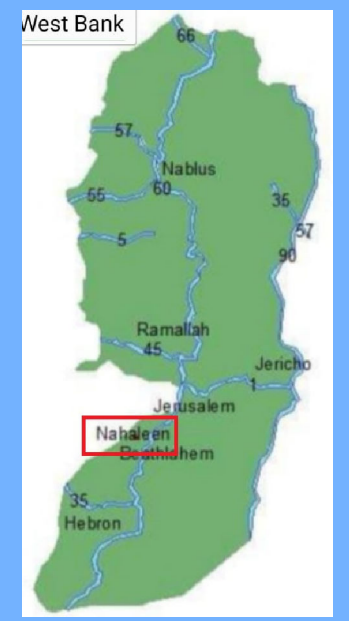 West Bank
66
57
Nablus
55
60
35
5
57
90
Ramallah
45
Jericho
1
Jerusalem
Nahaleen
Beathlahem
35
Hebron